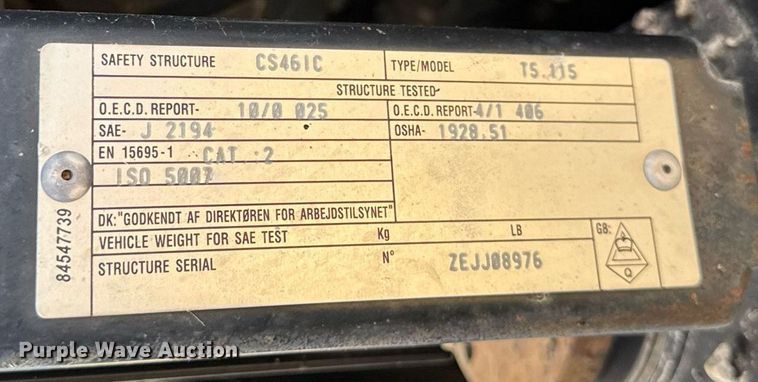 SAFETY STRUCTURE CS461C TYPE/MODEL T5.115
STRUCTURE TESTED
O.E.C.D. REPORT- 10/0 025 O.E.C.D. REPORT- 4/1 406
SAE- J 2194 OSHA- 1928.51
EN 15695-1 CAT. :2
ISO 5007
DK:"GODKENDT AF DIREKTØREN FOR ARBEJDSTILSYNET"
VEHICLE WEIGHT FOR SAE TEST Kg LB GB:
STRUCTURE SERIAL N° ZEJJ08976 Q
84547739
Purple Wave Auction